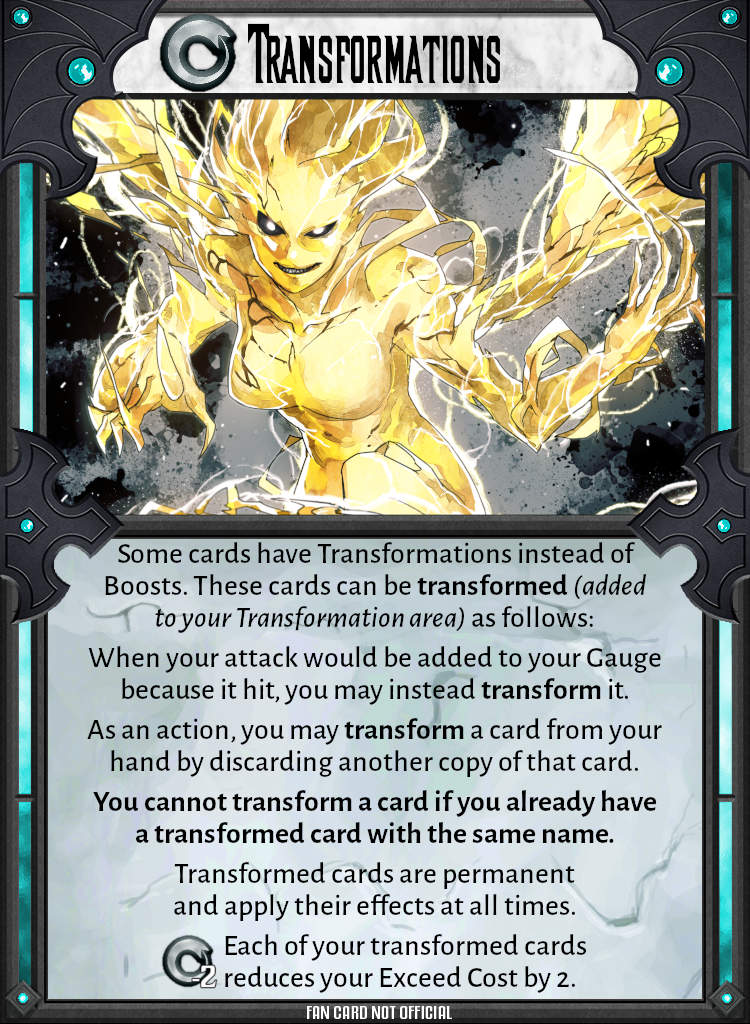 TRANSFORMATIONS
Some cards have Transformations instead of
Boosts. These cards can be transformed (added
to your Transformation area) as follows:
When your attack would be added to your Gauge
because it hit, you may instead transform it.
As an action, you may transform a card from your
hand by discarding another copy of that card.
You cannot transform a card if you already have
a transformed card with the same name.
Transformed cards are permanent
and apply their effects at all times.
-2 Each of your transformed cards
reduces your Exceed Cost by 2.
FAN CARD NOT OFFICIAL